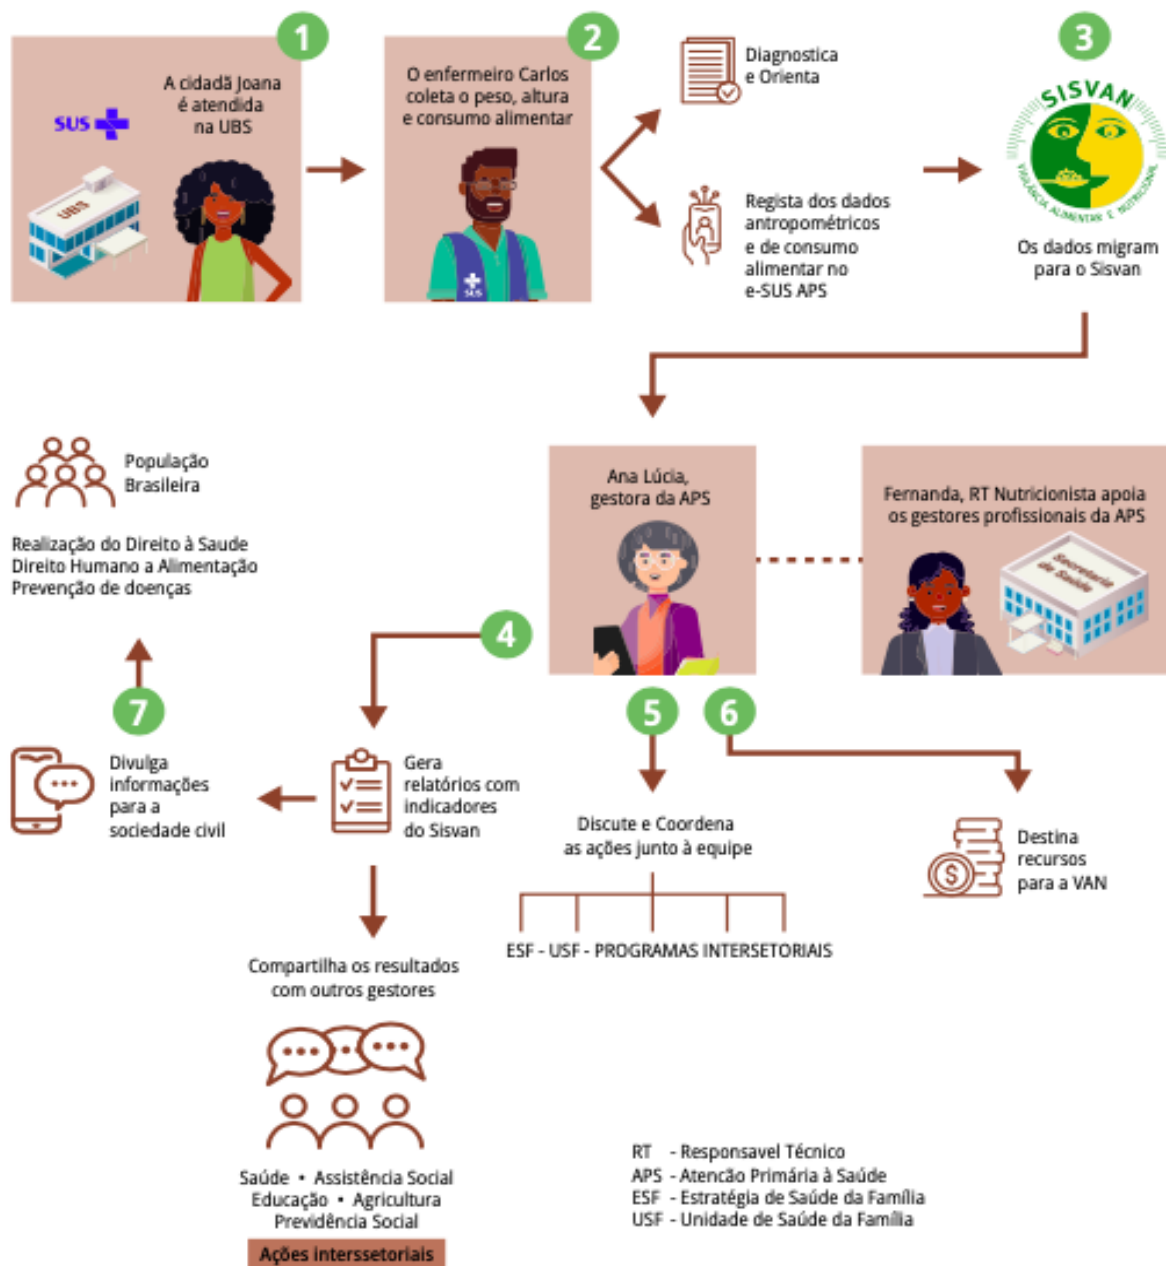 1
A cidadã Joana
é atendida
na UBS
SUS
UBS
2
O enfermeiro Carlos
coleta o peso, altura
e consumo alimentar
SUS
Diagnostica
e Orienta
Regista dos dados
antropométricos
e de consumo
alimentar no
e-SUS APS
3
SISVAN
VIGILÂNCIA ALIMENTAR E NUTRICIONAL
Os dados migram
para o Sisvan
Ana Lúcia,
gestora da APS
Fernanda, RT Nutricionista apoia
os gestores profissionais da APS
Secretaria
de Saúde
População
Brasileira
Realização do Direito à Saude
Direito Humano a Alimentação
Prevenção de doenças
4
5
6
7
Divulga
informações
para a
sociedade civil
Gera
relatórios com
indicadores
do Sisvan
Discute e Coordena
as ações junto à equipe
ESF - USF - PROGRAMAS INTERSETORIAIS
$
Destina
recursos
para a VAN
Compartilha os resultados
com outros gestores
Saúde • Assistência Social
Educação • Agricultura
Previdência Social
Ações interssetoriais
RT - Responsavel Técnico
APS - Atencão Primária à Saúde
ESF - Estratégia de Saúde da Família
USF - Unidade de Saúde da Família